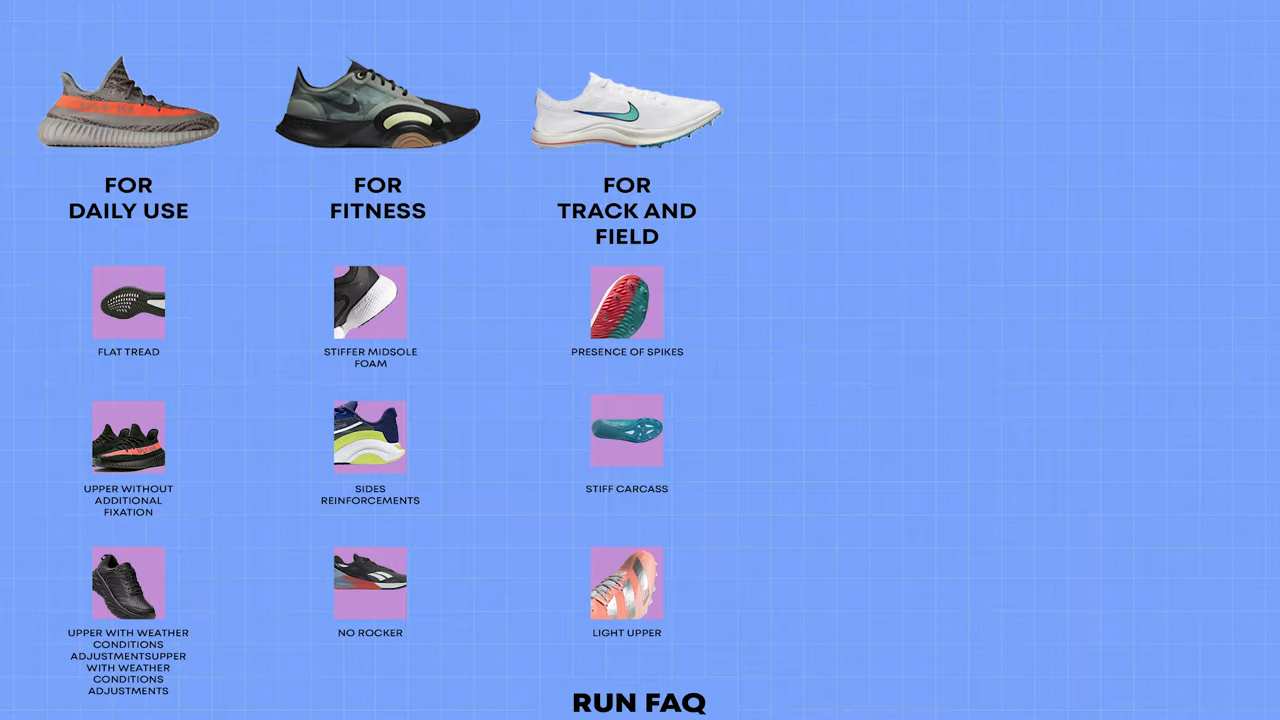 FOR
DAILY USE
FLAT TREAD
UPPER WITHOUT
ADDITIONAL
FIXATION
UPPER WITH WEATHER
CONDITIONS
ADJUSTMENTSUPPER
WITH WEATHER
CONDITIONS
ADJUSTMENTS
FOR
FITNESS
STIFFER MIDSOLE
FOAM
SIDES
REINFORCEMENTS
NO ROCKER
FOR
TRACK AND
FIELD
PRESENCE OF SPIKES
STIFF CARCASS
LIGHT UPPER
RUN FAQ